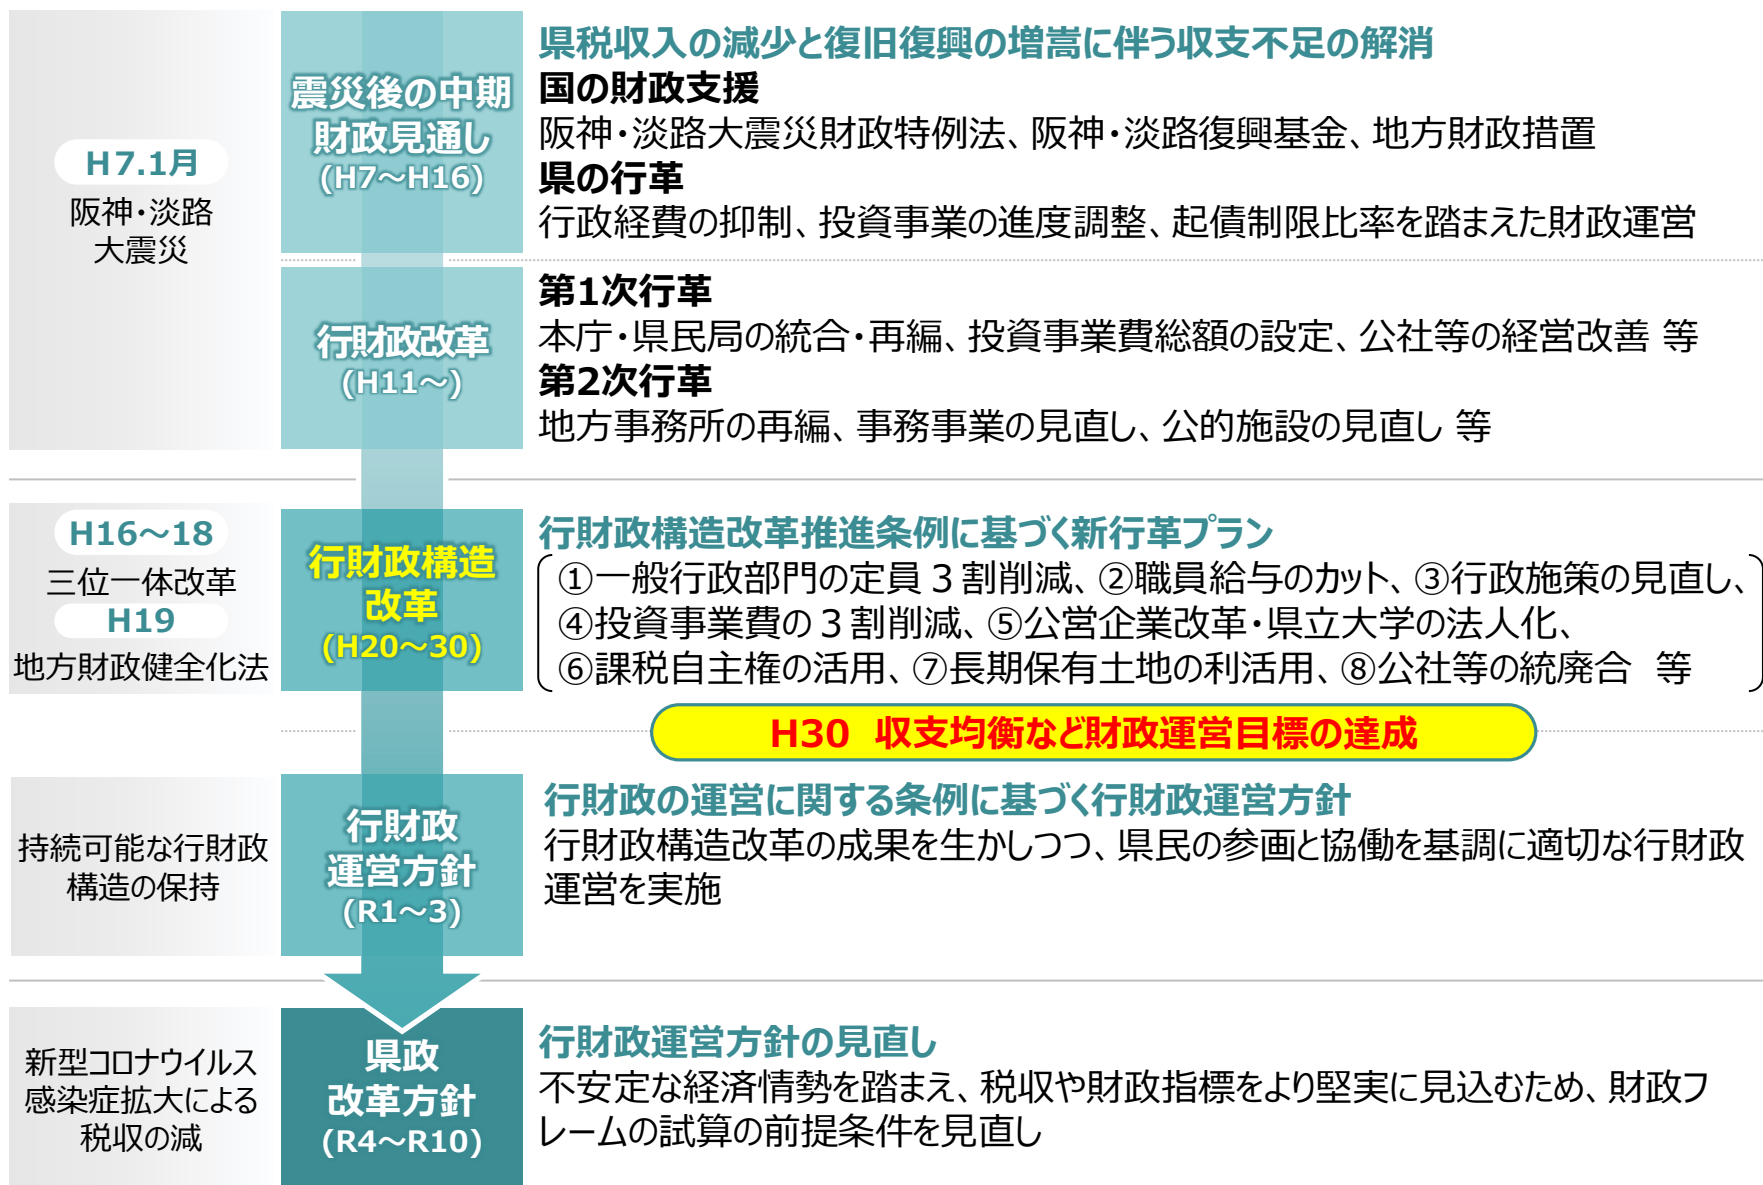 H7.1月
阪神・淡路
大震災
震災後の中期
財政見通し
(H7～H16)
県税収入の減少と復旧復興の増嵩に伴う収支不足の解消
国の財政支援
阪神・淡路大震災財政特例法、阪神・淡路復興基金、地方財政措置
県の行革
行政経費の抑制、投資事業の進度調整、起債制限比率を踏まえた財政運営
行財政改革
(H11～)
第1次行革
本庁・県民局の統合・再編、投資事業費総額の設定、公社等の経営改善 等
第2次行革
地方事務所の再編、事務事業の見直し、公的施設の見直し 等
H16～18
三位一体改革
H19
地方財政健全化法
行財政構造
改革
(H20～30)
行財政構造改革推進条例に基づく新行革プラン
①一般行政部門の定員３割削減、②職員給与のカット、③行政施策の見直し、
④投資事業費の３割削減、⑤公営企業改革・県立大学の法人化、
⑥課税自主権の活用、⑦長期保有土地の利活用、⑧公社等の統廃合　等
H30 収支均衡など財政運営目標の達成
持続可能な行財政
構造の保持
行財政
運営方針
(R1～3)
行財政の運営に関する条例に基づく行財政運営方針
行財政構造改革の成果を生かしつつ、県民の参画と協働を基調に適切な行財政
運営を実施
新型コロナウイルス
感染症拡大による
税収の減
県政
改革方針
(R4～R10)
行財政運営方針の見直し
不安定な経済情勢を踏まえ、税収や財政指標をより堅実に見込むため、財政フ
レームの試算の前提条件を見直し